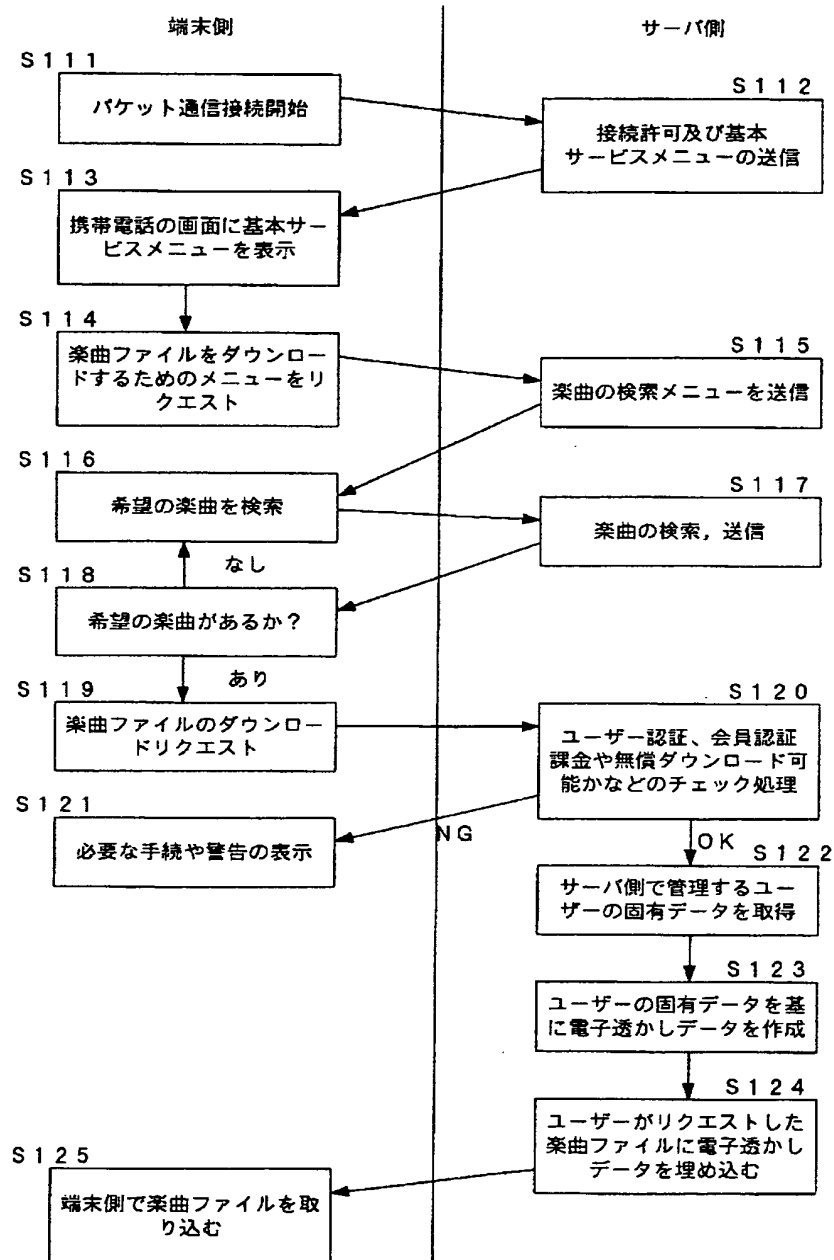 端末側
サーバ側
S111
パケット通信接続開始
S112
接続許可及び基本
サービスメニューの送信
S113
携帯電話の画面に基本サー
ビスメニューを表示
S114
楽曲ファイルをダウンロー
ドするためのメニューをリ
クエスト
S115
楽曲の検索メニューを送信
S116
希望の楽曲を検索
S117
楽曲の検索，送信
なし
S118
希望の楽曲があるか？
あり
S119
楽曲ファイルのダウンロー
ドリクエスト
S120
ユーザー認証、会員認証
課金や無償ダウンロード可
能かなどのチェック処理
S121
必要な手続や警告の表示
NG
OK
S122
サーバ側で管理するユー
ザーの固有データを取得
S123
ユーザーの固有データを基
に電子透かしデータを作成
S124
ユーザーがリクエストした
楽曲ファイルに電子透かし
データを埋め込む
S125
端末側で楽曲ファイルを取
り込む